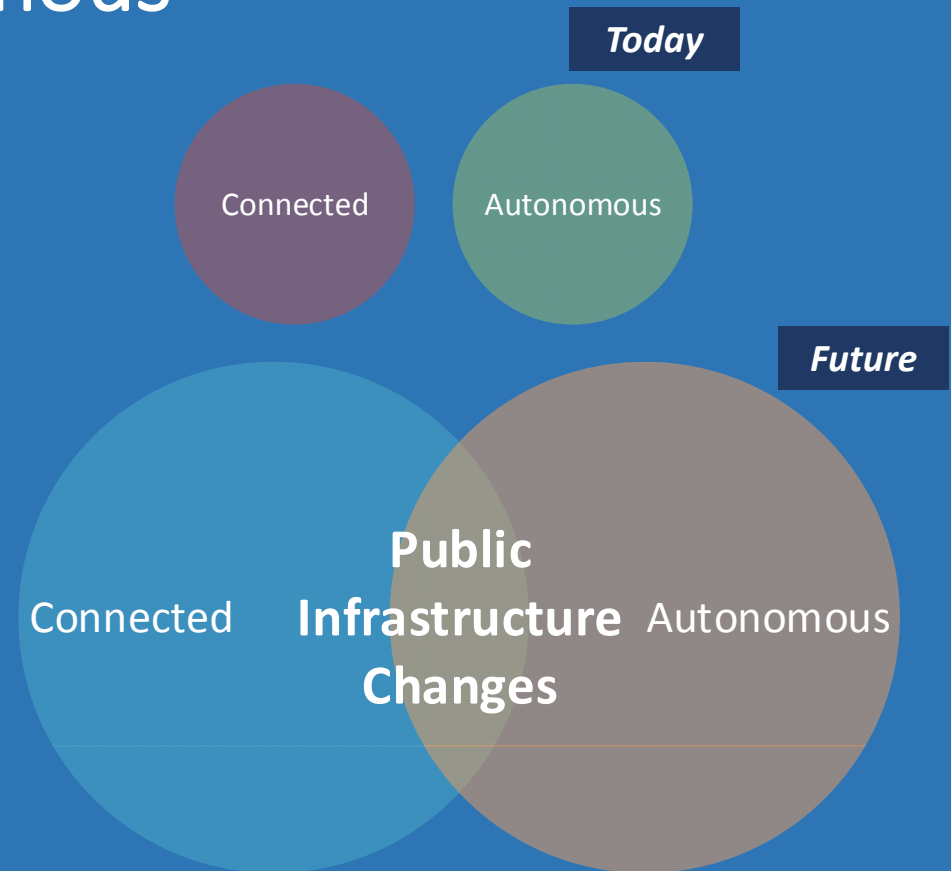 Today
Connected
Autonomous
Future
Public
Connected Infrastructure Autonomous
Changes